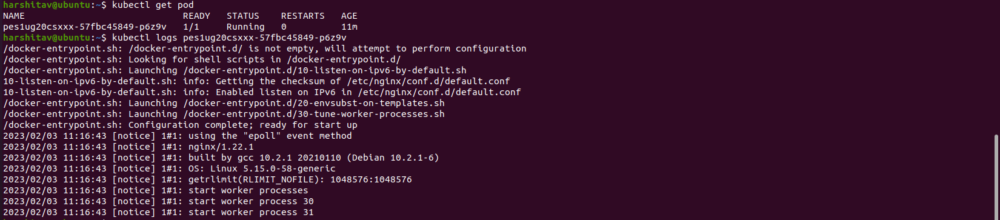 harshitav@ubuntu:~$ kubectl get pod
NAME READY STATUS RESTARTS AGE
pes1ug20csxxx-57fbc45849-p6z9v 1/1 Running 0 11m
harshitav@ubuntu:~$ kubectl logs pes1ug20csxxx-57fbc45849-p6z9v
/docker-entrypoint.sh: /docker-entrypoint.d/ is not empty, will attempt to perform configuration
/docker-entrypoint.sh: Looking for shell scripts in /docker-entrypoint.d/
/docker-entrypoint.sh: Launching /docker-entrypoint.d/10-listen-on-ipv6-by-default.sh
10-listen-on-ipv6-by-default.sh: info: Getting the checksum of /etc/nginx/conf.d/default.conf
10-listen-on-ipv6-by-default.sh: info: Enabled listen on IPv6 in /etc/nginx/conf.d/default.conf
/docker-entrypoint.sh: Launching /docker-entrypoint.d/20-envsubst-on-templates.sh
/docker-entrypoint.sh: Launching /docker-entrypoint.d/30-tune-worker-processes.sh
/docker-entrypoint.sh: Configuration complete; ready for start up
2023/02/03 11:16:43 [notice] 1#1: using the "epoll" event method
2023/02/03 11:16:43 [notice] 1#1: nginx/1.22.1
2023/02/03 11:16:43 [notice] 1#1: built by gcc 10.2.1 20210110 (Debian 10.2.1-6)
2023/02/03 11:16:43 [notice] 1#1: OS: Linux 5.15.0-58-generic
2023/02/03 11:16:43 [notice] 1#1: getrlimit(RLIMIT_NOFILE): 1048576:1048576
2023/02/03 11:16:43 [notice] 1#1: start worker processes
2023/02/03 11:16:43 [notice] 1#1: start worker process 30
2023/02/03 11:16:43 [notice] 1#1: start worker process 31